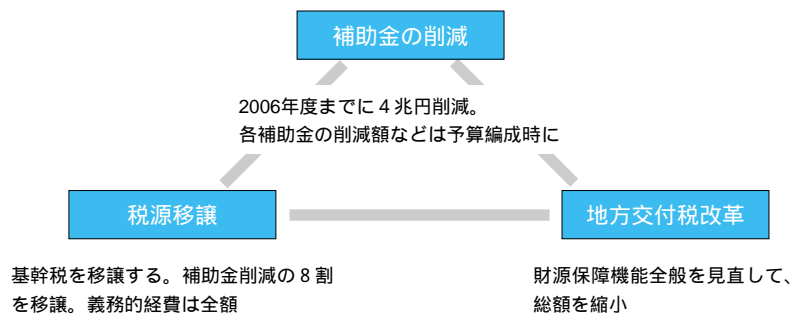 補助金の削減
2006年度までに４兆円削減。
各補助金の削減額などは予算編成時に
税源移譲
地方交付税改革
基幹税を移譲する。補助金削減の８割
を移譲。義務的経費は全額
財源保障機能全般を見直して、
総額を縮小